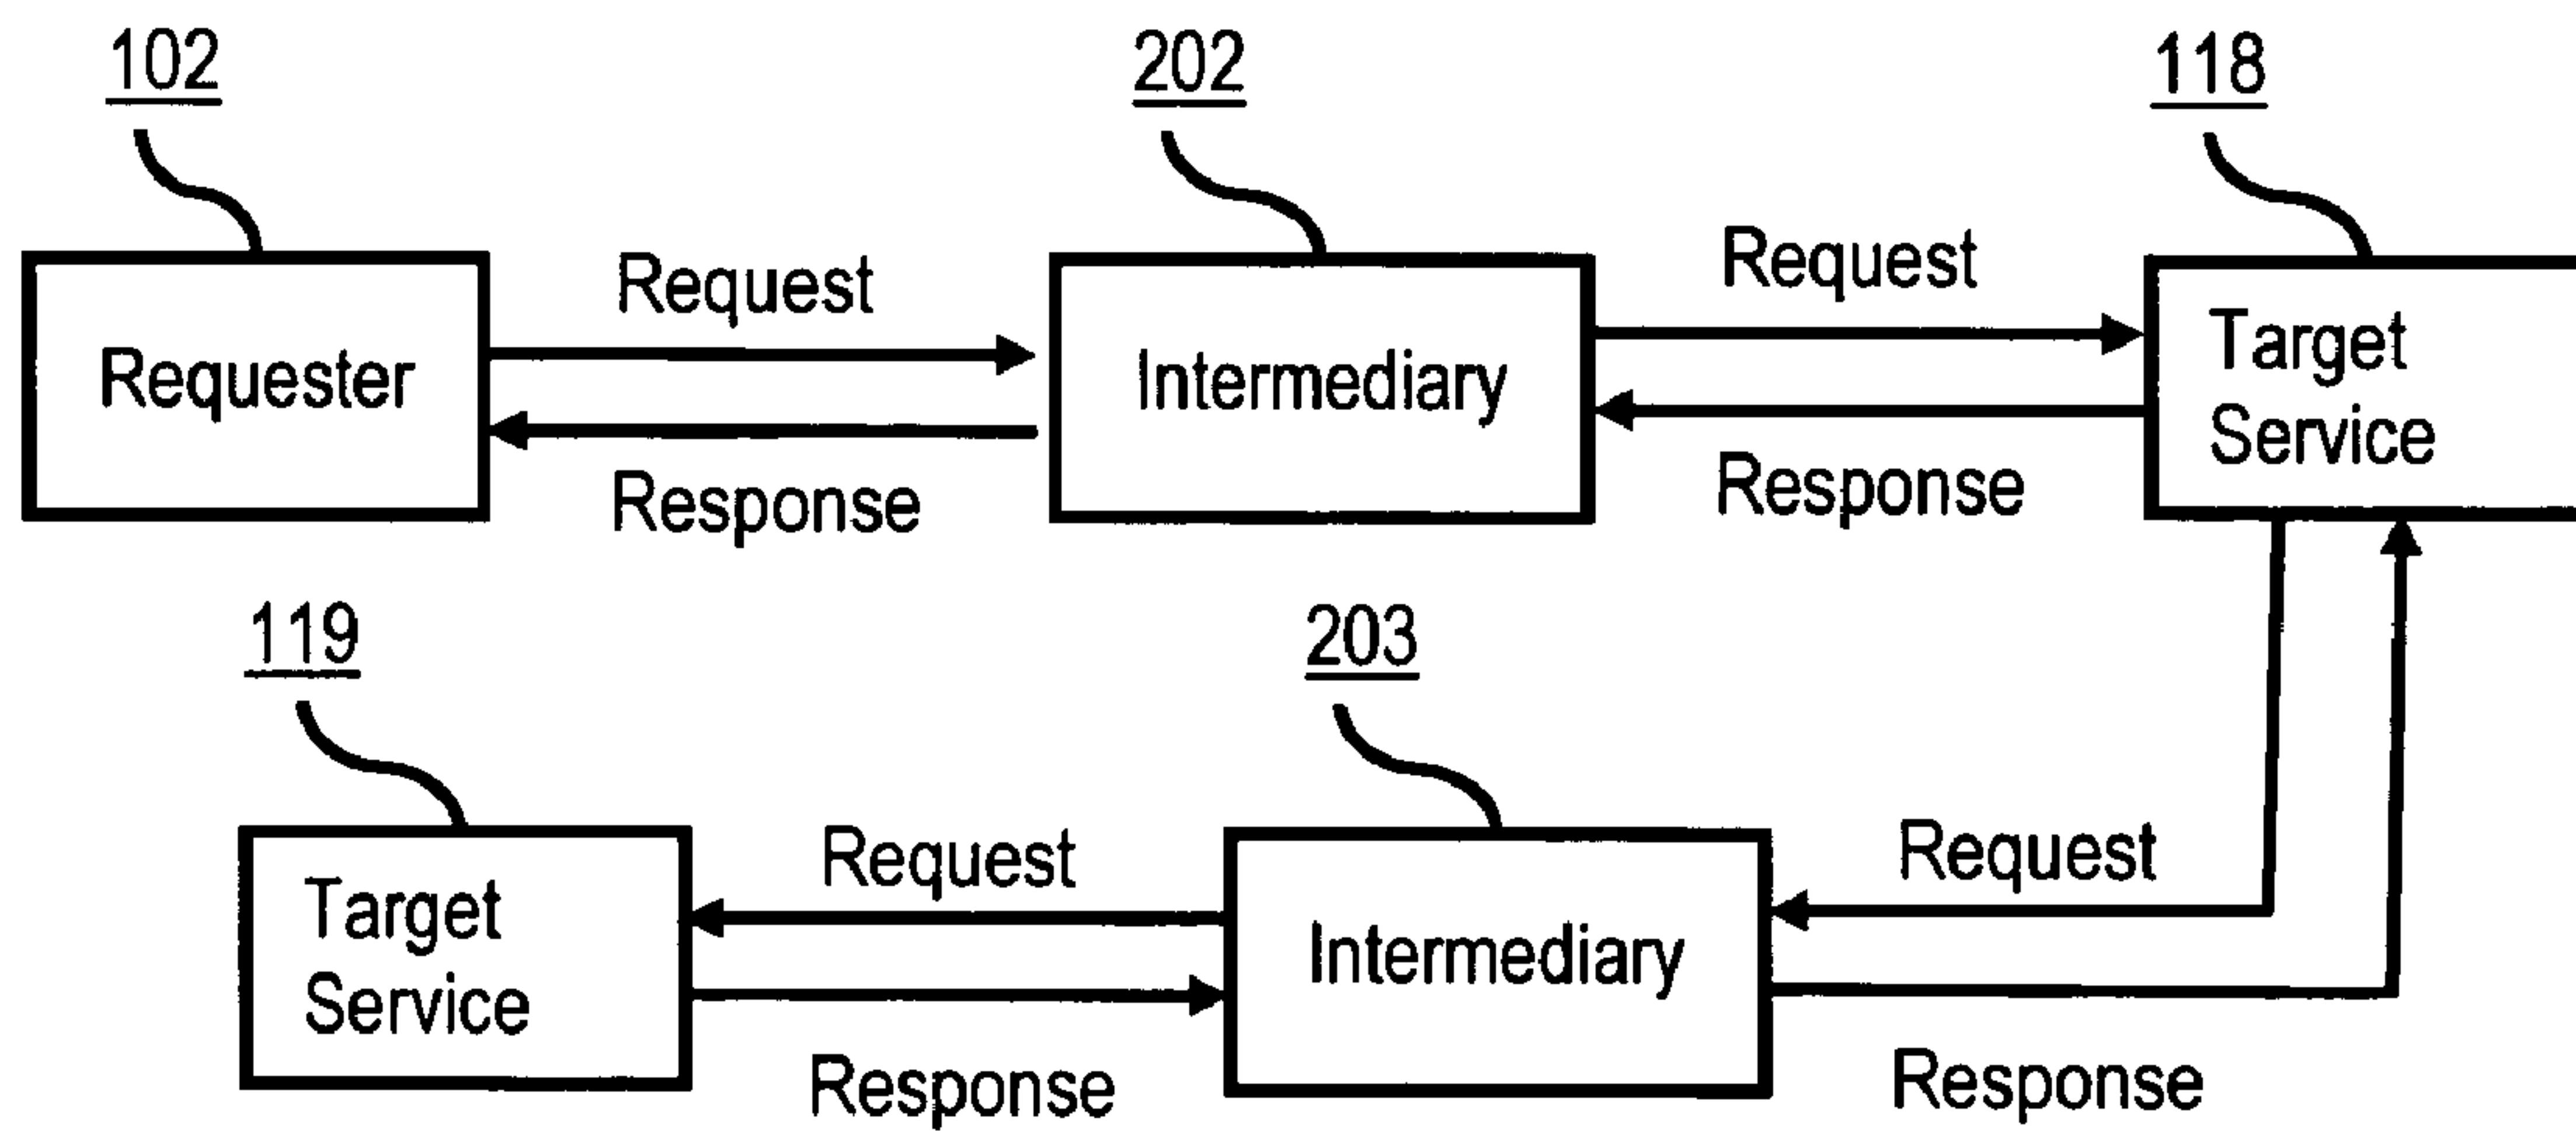 102
202
118
Request
Request
Requester
Intermediary
Target
Service
Response
Response
119
203
Request
Request
Target
Service
Intermediary
Response
Response